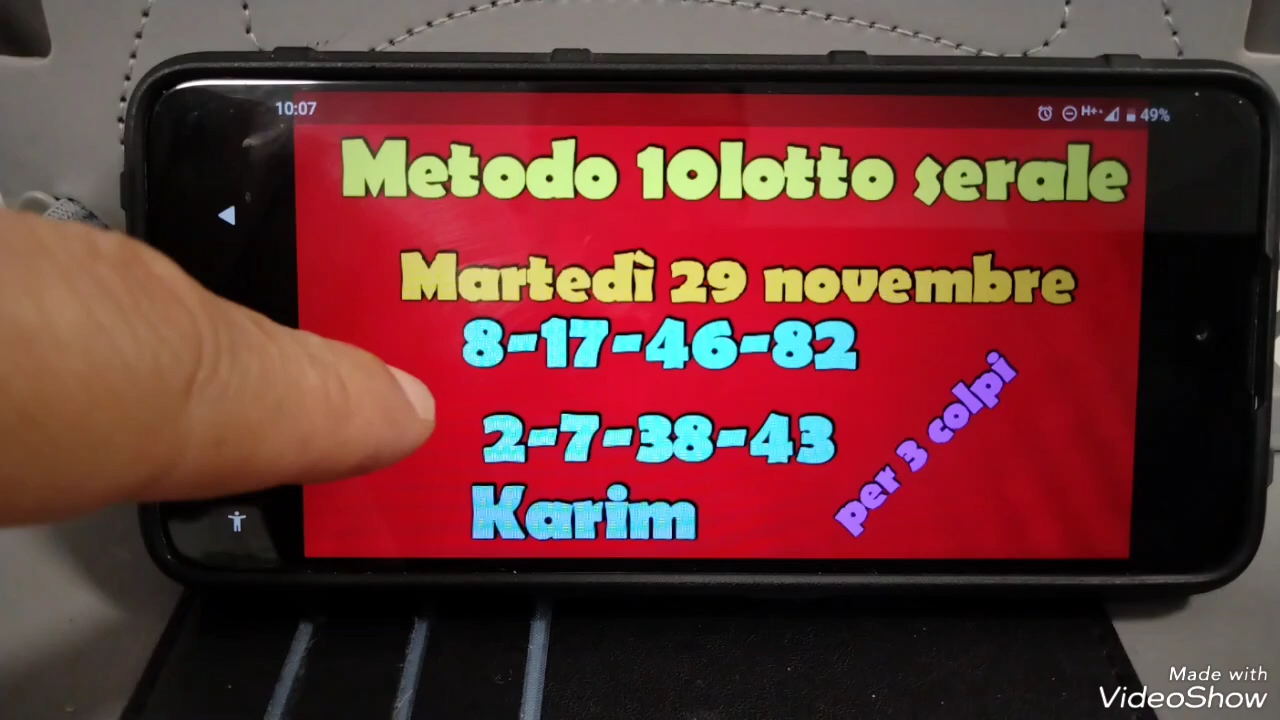 10:07
H+
49%
Metodo 10lotto serale
Martedì 29 novembre
8-17-46-82
2-7-38-43
per 3 colpi
Karim
Made with
VideoShow